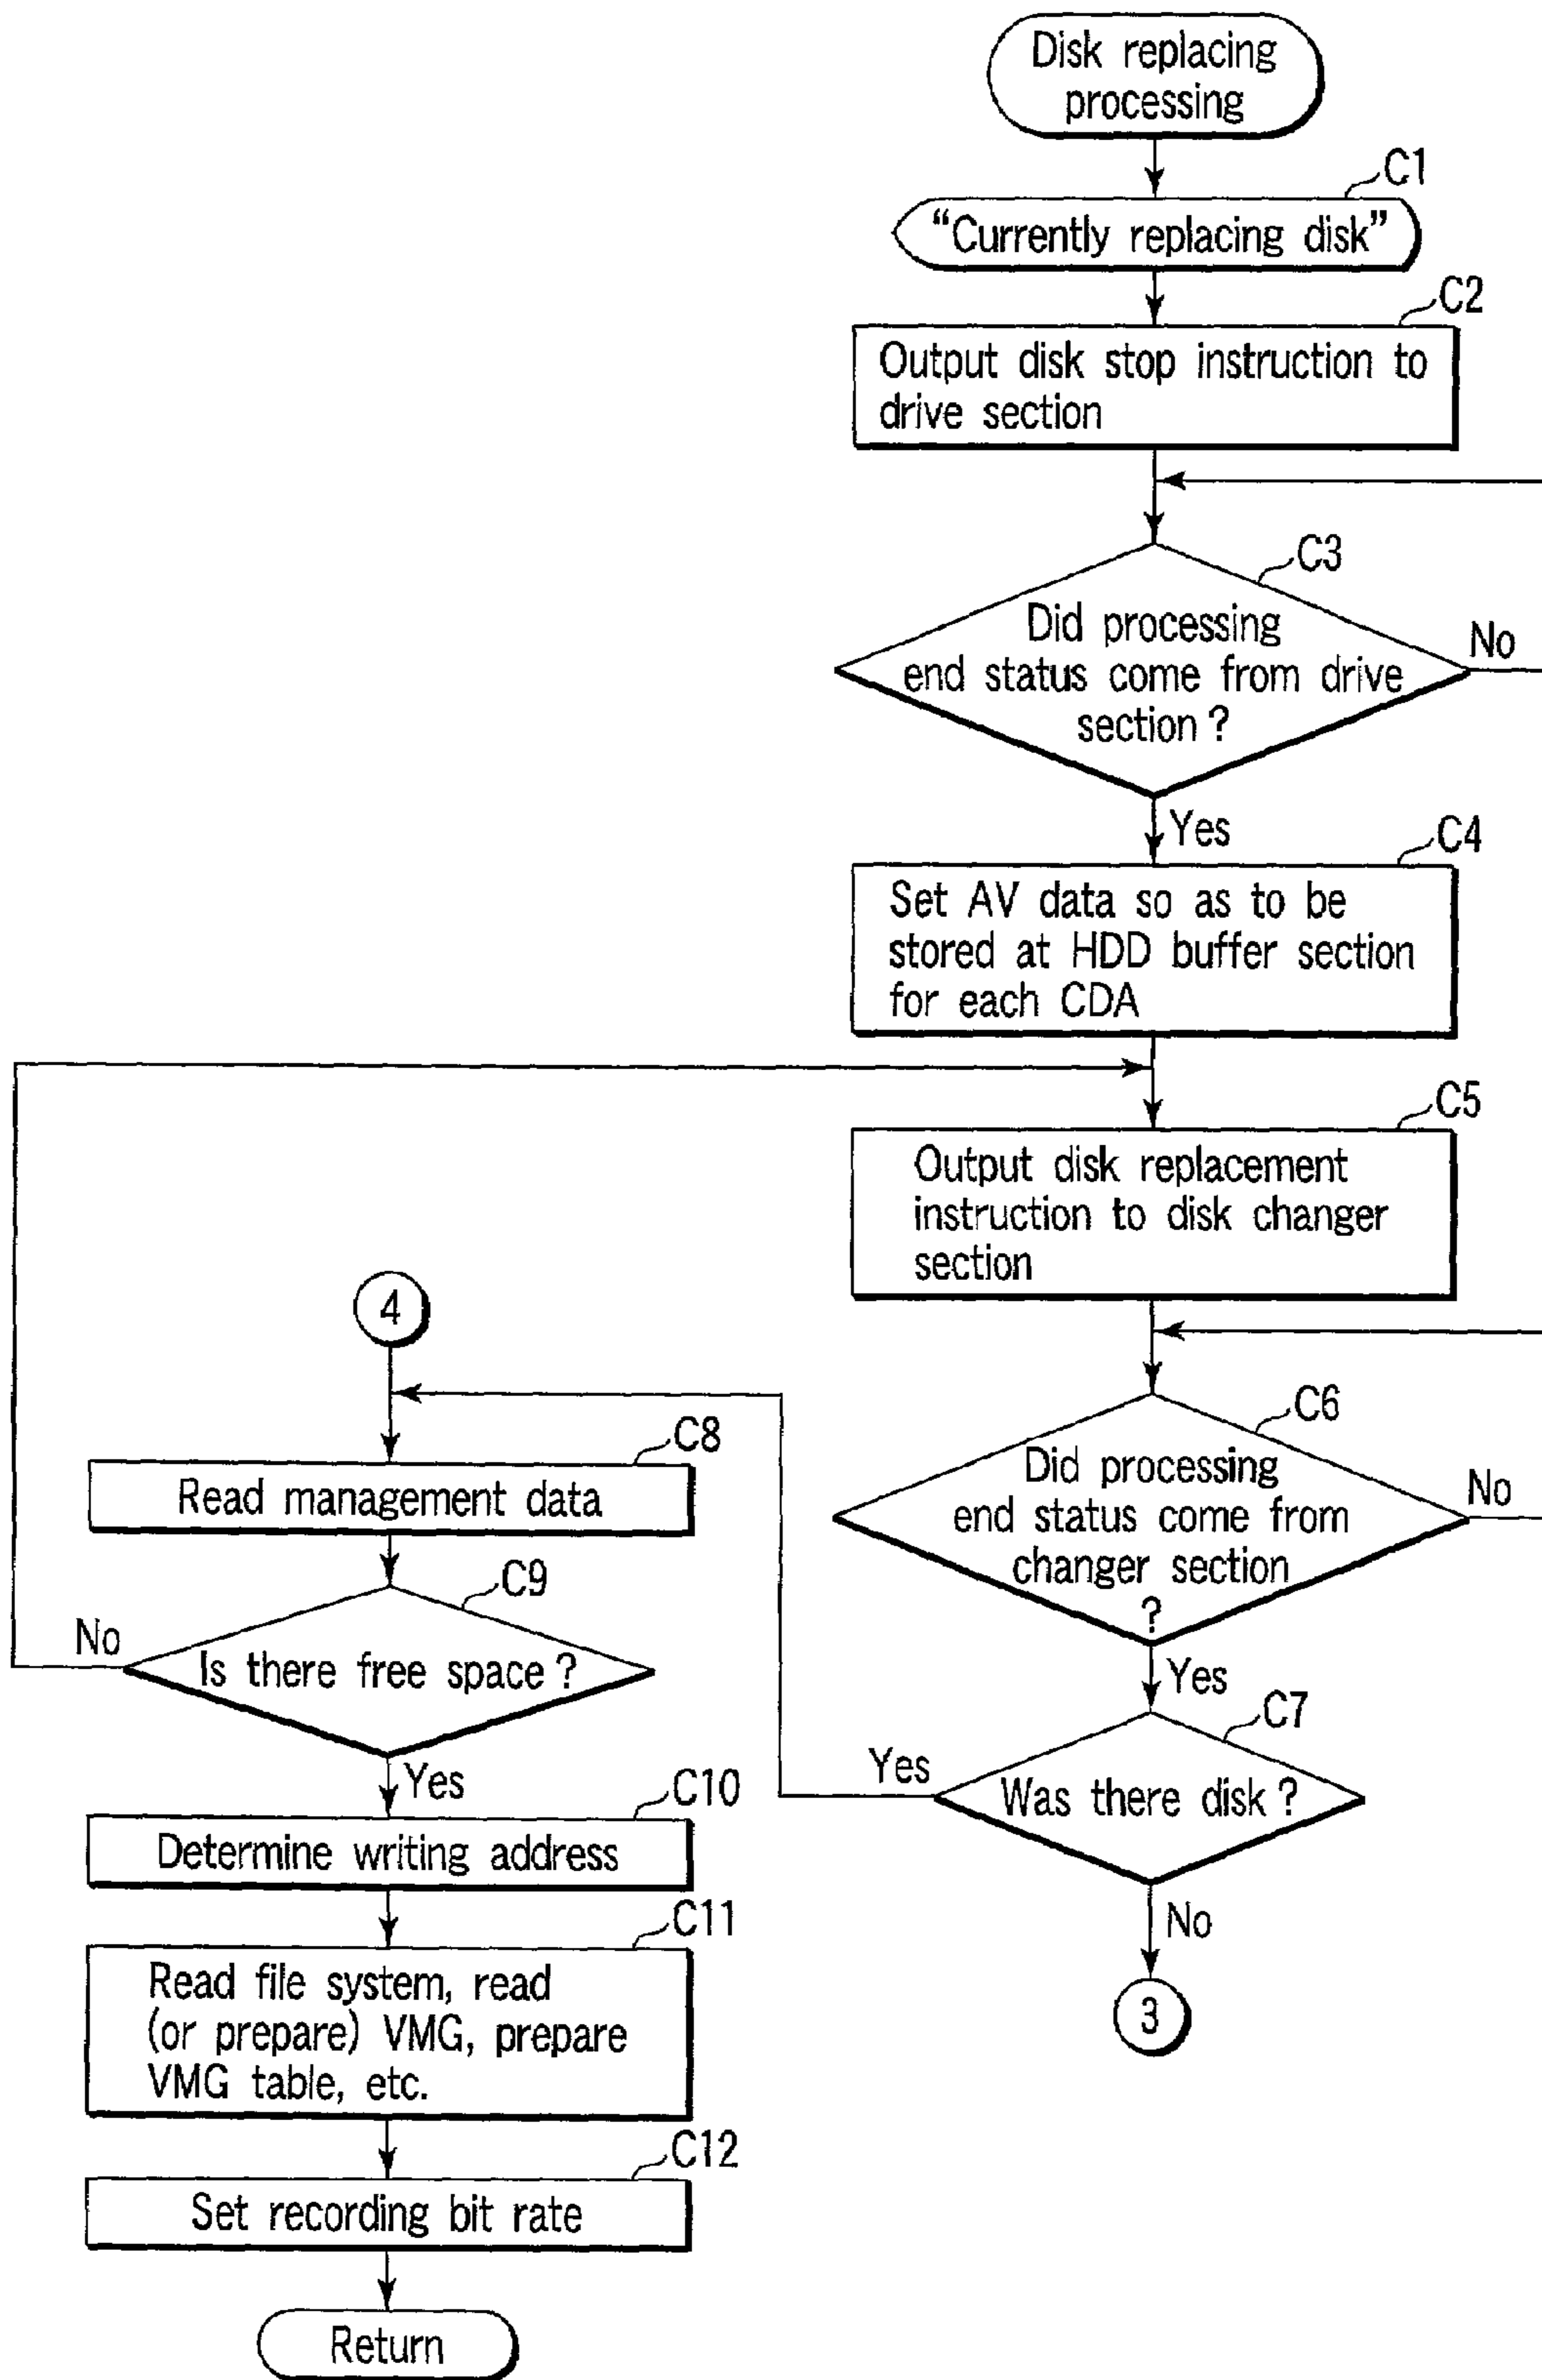 Disk replacing
processing
C1
“Currently replacing disk”
C2
Output disk stop instruction to
drive section
C3
Did processing
end status come from drive
section ?
No
Yes
C4
Set AV data so as to be
stored at HDD buffer section
for each CDA
C5
Output disk replacement
instruction to disk changer
section
C6
Did processing
end status come from
changer section
?
No
Yes
C7
Was there disk ?
Yes
No
3
4
C8
Read management data
C9
Is there free space ?
No
Yes
C10
Determine writing address
C11
Read file system, read
(or prepare) VMG, prepare
VMG table, etc.
C12
Set recording bit rate
Return